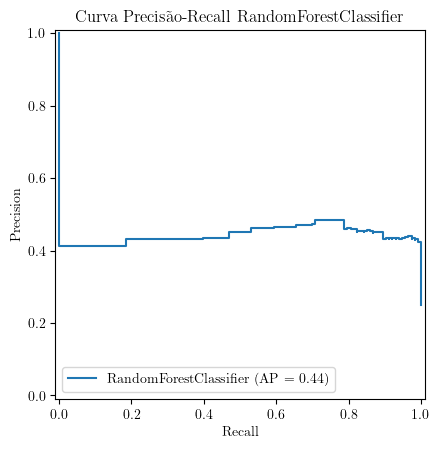 Curva Precisão-Recall RandomForestClassifier
1.0
0.8
0.6
0.4
0.2
0.0
Precision
RandomForestClassifier (AP = 0.44)
0.0 0.2 0.4 0.6 0.8 1.0
Recall